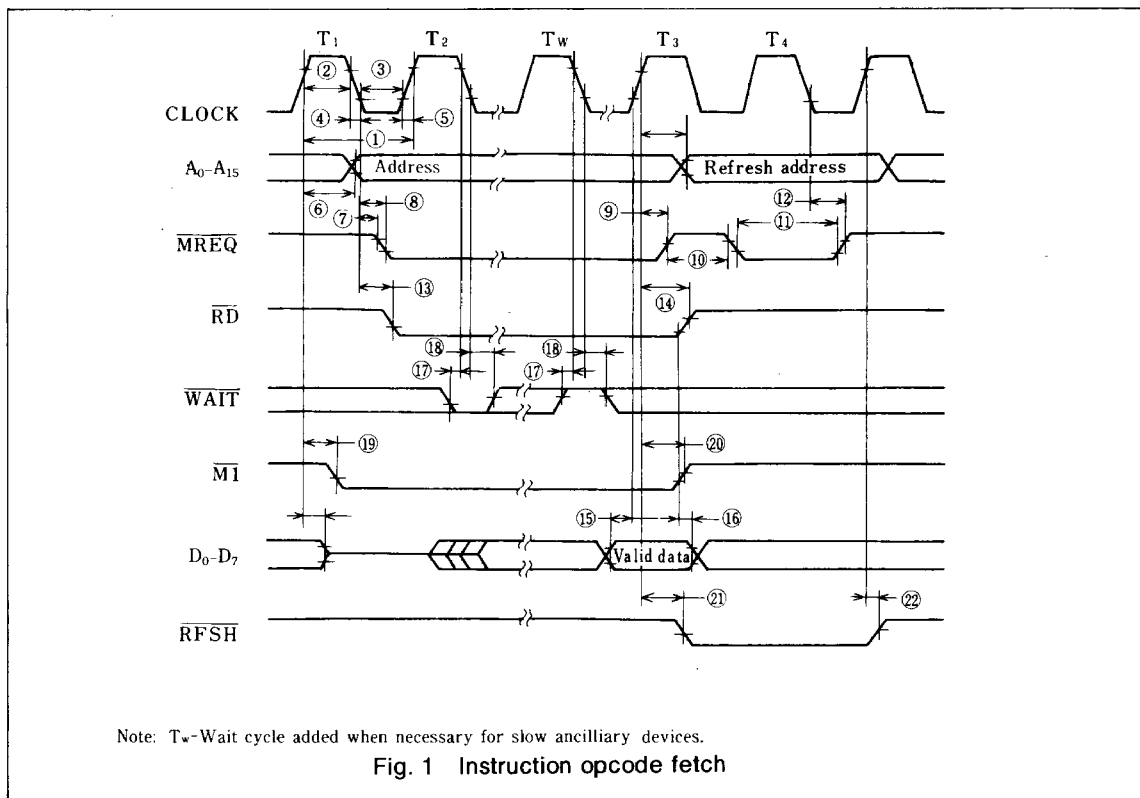 T1 T2 TW T3 T4
② ③
CLOCK ④ ⑤
①
A0-A15 Address Refresh address
⑥ ⑧ ⑨ ⑫
⑦ ⑪
MREQ ⑩
⑬ ⑭
RD
⑱ ⑱
⑰ ⑰
WAIT
⑲ ⑳
M1
⑮ ⑯
D0-D7 Valid data
㉑ ㉒
RFSH
Note: Tw-Wait cycle added when necessary for slow ancilliary devices.
Fig. 1 Instruction opcode fetch